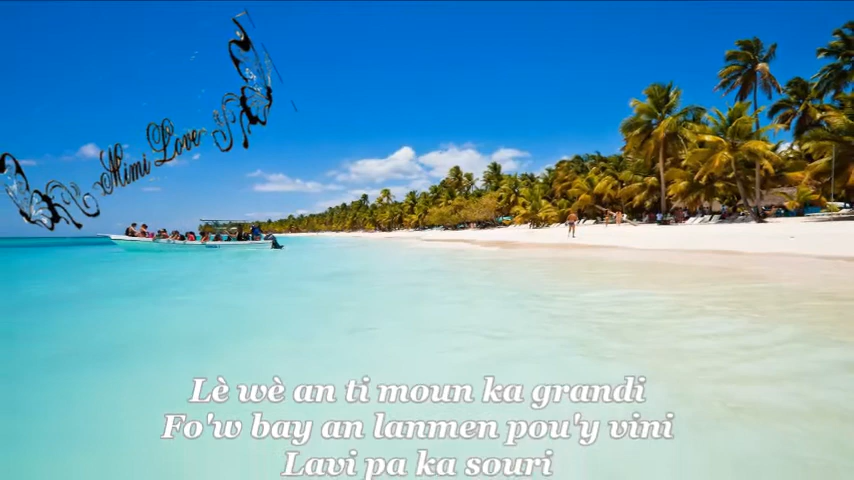 Mimi Love
Lè wè an ti moun ka grandi
Fo'w bay an lanmen pou'y vini
Lavi pa ka souri